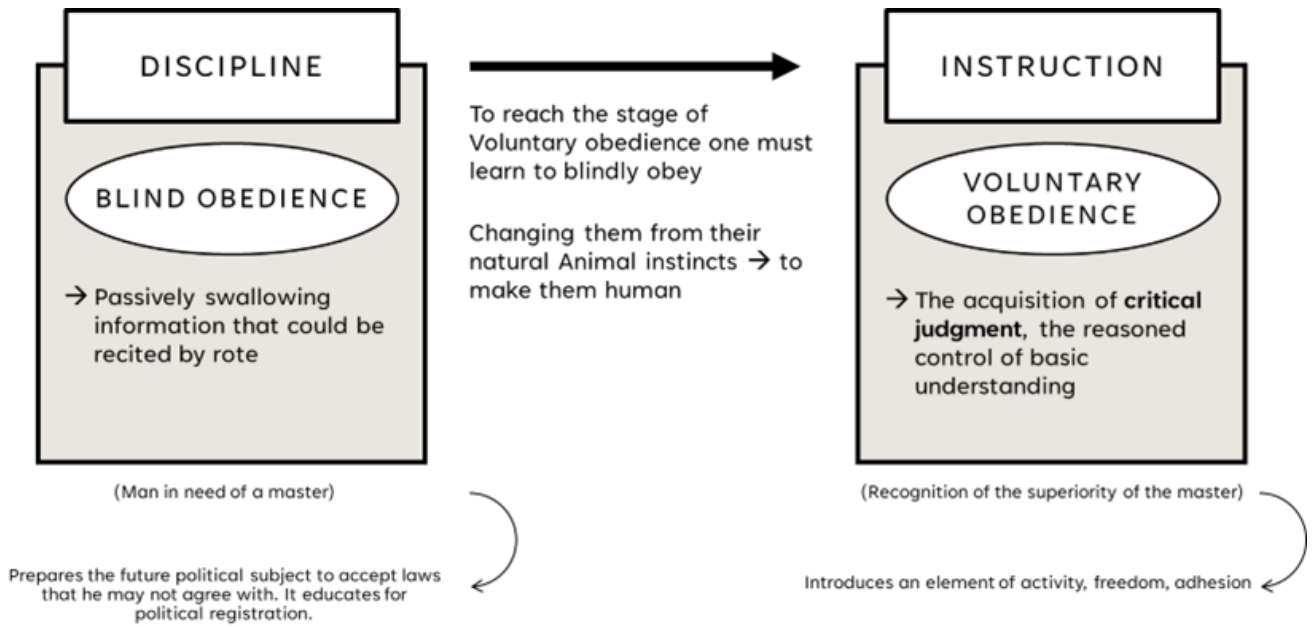 DISCIPLINE
BLIND OBEDIENCE
→ Passively swallowing
information that could be
recited by rote
(Man in need of a master)
Prepares the future political subject to accept laws
that he may not agree with. It educates for
political registration.
To reach the stage of
Voluntary obedience one must
learn to blindly obey
Changing them from their
natural Animal instincts → to
make them human
INSTRUCTION
VOLUNTARY
OBEDIENCE
→ The acquisition of critical
judgment, the reasoned
control of basic
understanding
(Recognition of the superiority of the master)
Introduces an element of activity, freedom, adhesion